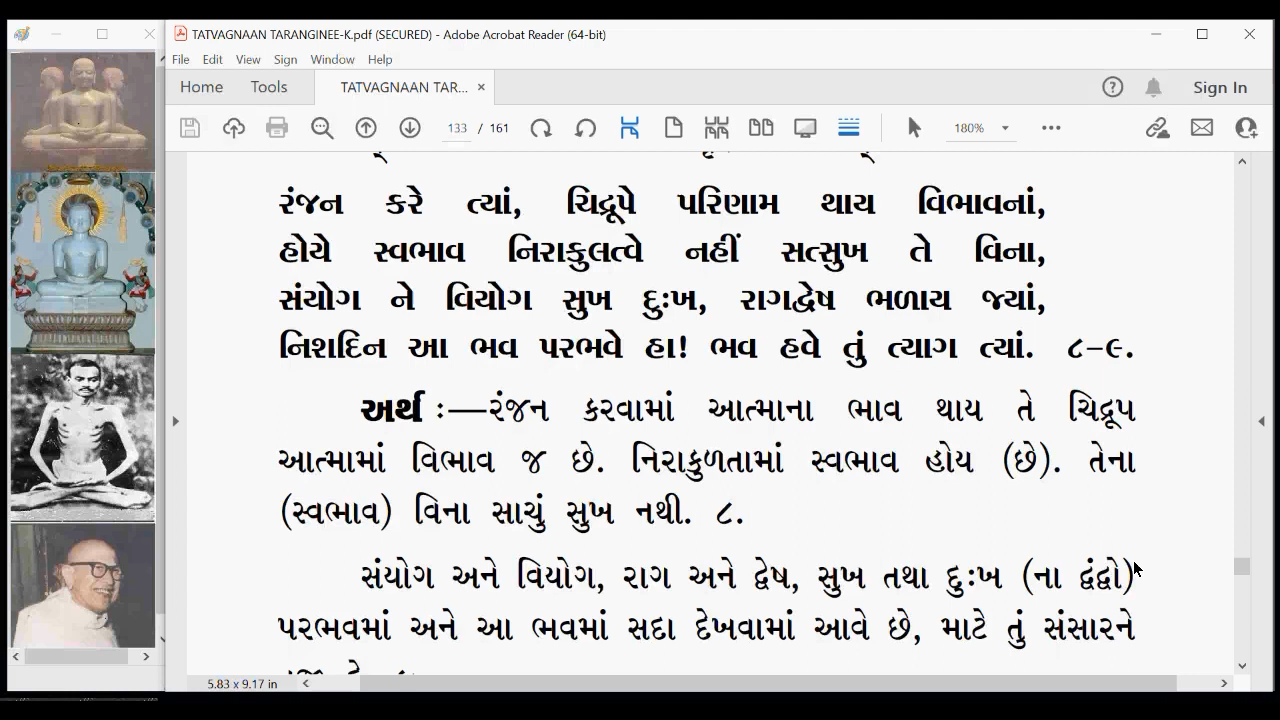 TATVAGNAAN TARANGINEE-K.pdf (SECURED) - Adobe Acrobat Reader (64-bit)
File Edit View Sign Window Help
Home Tools TATVAGNAAN TAR... × Sign In
133 / 161 180%
રંજન કરે ત્યાં, ચિદ્રૂપે પરિણામ થાય વિભાવનાં,
હોયે સ્વભાવ નિરાકુલત્વે નહીં સત્સુખ તે વિના,
સંયોગ ને વિયોગ સુખ દુઃખ, રાગદ્વેષ ભળાય જ્યાં,
નિશદિન આ ભવ પરભવે હા! ભવ હવે તું ત્યાગ ત્યાં. ૮-૯.
અર્થ :—રંજન કરવામાં આત્માના ભાવ થાય તે ચિદ્રૂપ
આત્મામાં વિભાવ જ છે. નિરાકુળતામાં સ્વભાવ હોય (છે). તેના
(સ્વભાવ) વિના સાચું સુખ નથી. ૮.
સંયોગ અને વિયોગ, રાગ અને દ્વેષ, સુખ તથા દુઃખ (ના દ્વંદ્વો)
પરભવમાં અને આ ભવમાં સદા દેખવામાં આવે છે, માટે તું સંસારને
5.83 x 9.17 in